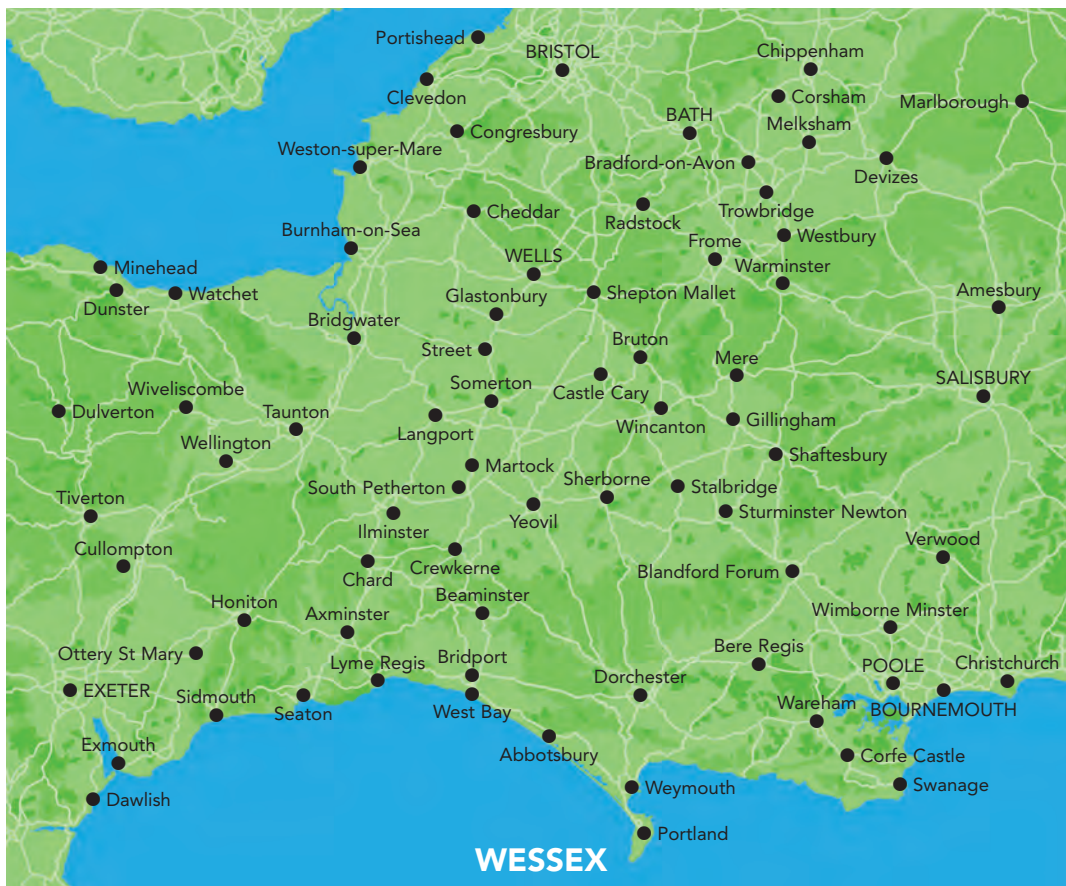 Portishead
BRISTOL
Chippenham
Clevedon
Corsham
Marlborough
Congresbury
BATH
Melksham
Weston-super-Mare
Bradford-on-Avon
Devizes
Cheddar
Radstock
Trowbridge
Burnham-on-Sea
Frome
Westbury
WELLS
Minehead
Warminster
Dunster
Watchet
Glastonbury
Shepton Mallet
Amesbury
Bridgwater
Street
Bruton
Mere
Wiveliscombe
Somerton
Castle Cary
SALISBURY
Dulverton
Taunton
Langport
Wincanton
Gillingham
Wellington
Martock
Shaftesbury
Tiverton
South Petherton
Sherborne
Stalbridge
Ilminster
Yeovil
Sturminster Newton
Cullompton
Chard
Crewkerne
Blandford Forum
Verwood
Honiton
Axminster
Beaminster
Wimborne Minster
Ottery St Mary
Lyme Regis
Bridport
Bere Regis
POOLE
Christchurch
EXETER
Sidmouth
Seaton
West Bay
Dorchester
Wareham
BOURNEMOUTH
Exmouth
Abbotsbury
Corfe Castle
Dawlish
Weymouth
Swanage
Portland
WESSEX